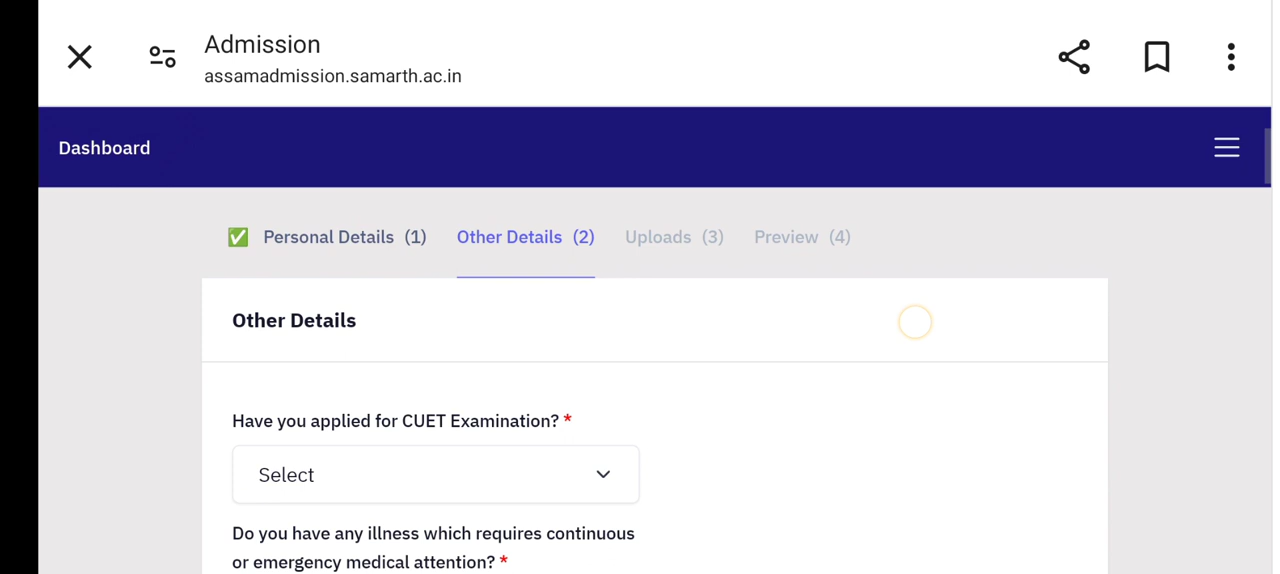 Admission
assamadmission.samarth.ac.in
Dashboard
✅ Personal Details (1) Other Details (2) Uploads (3) Preview (4)
Other Details
Have you applied for CUET Examination? *
Select
Do you have any illness which requires continuous
or emergency medical attention? *